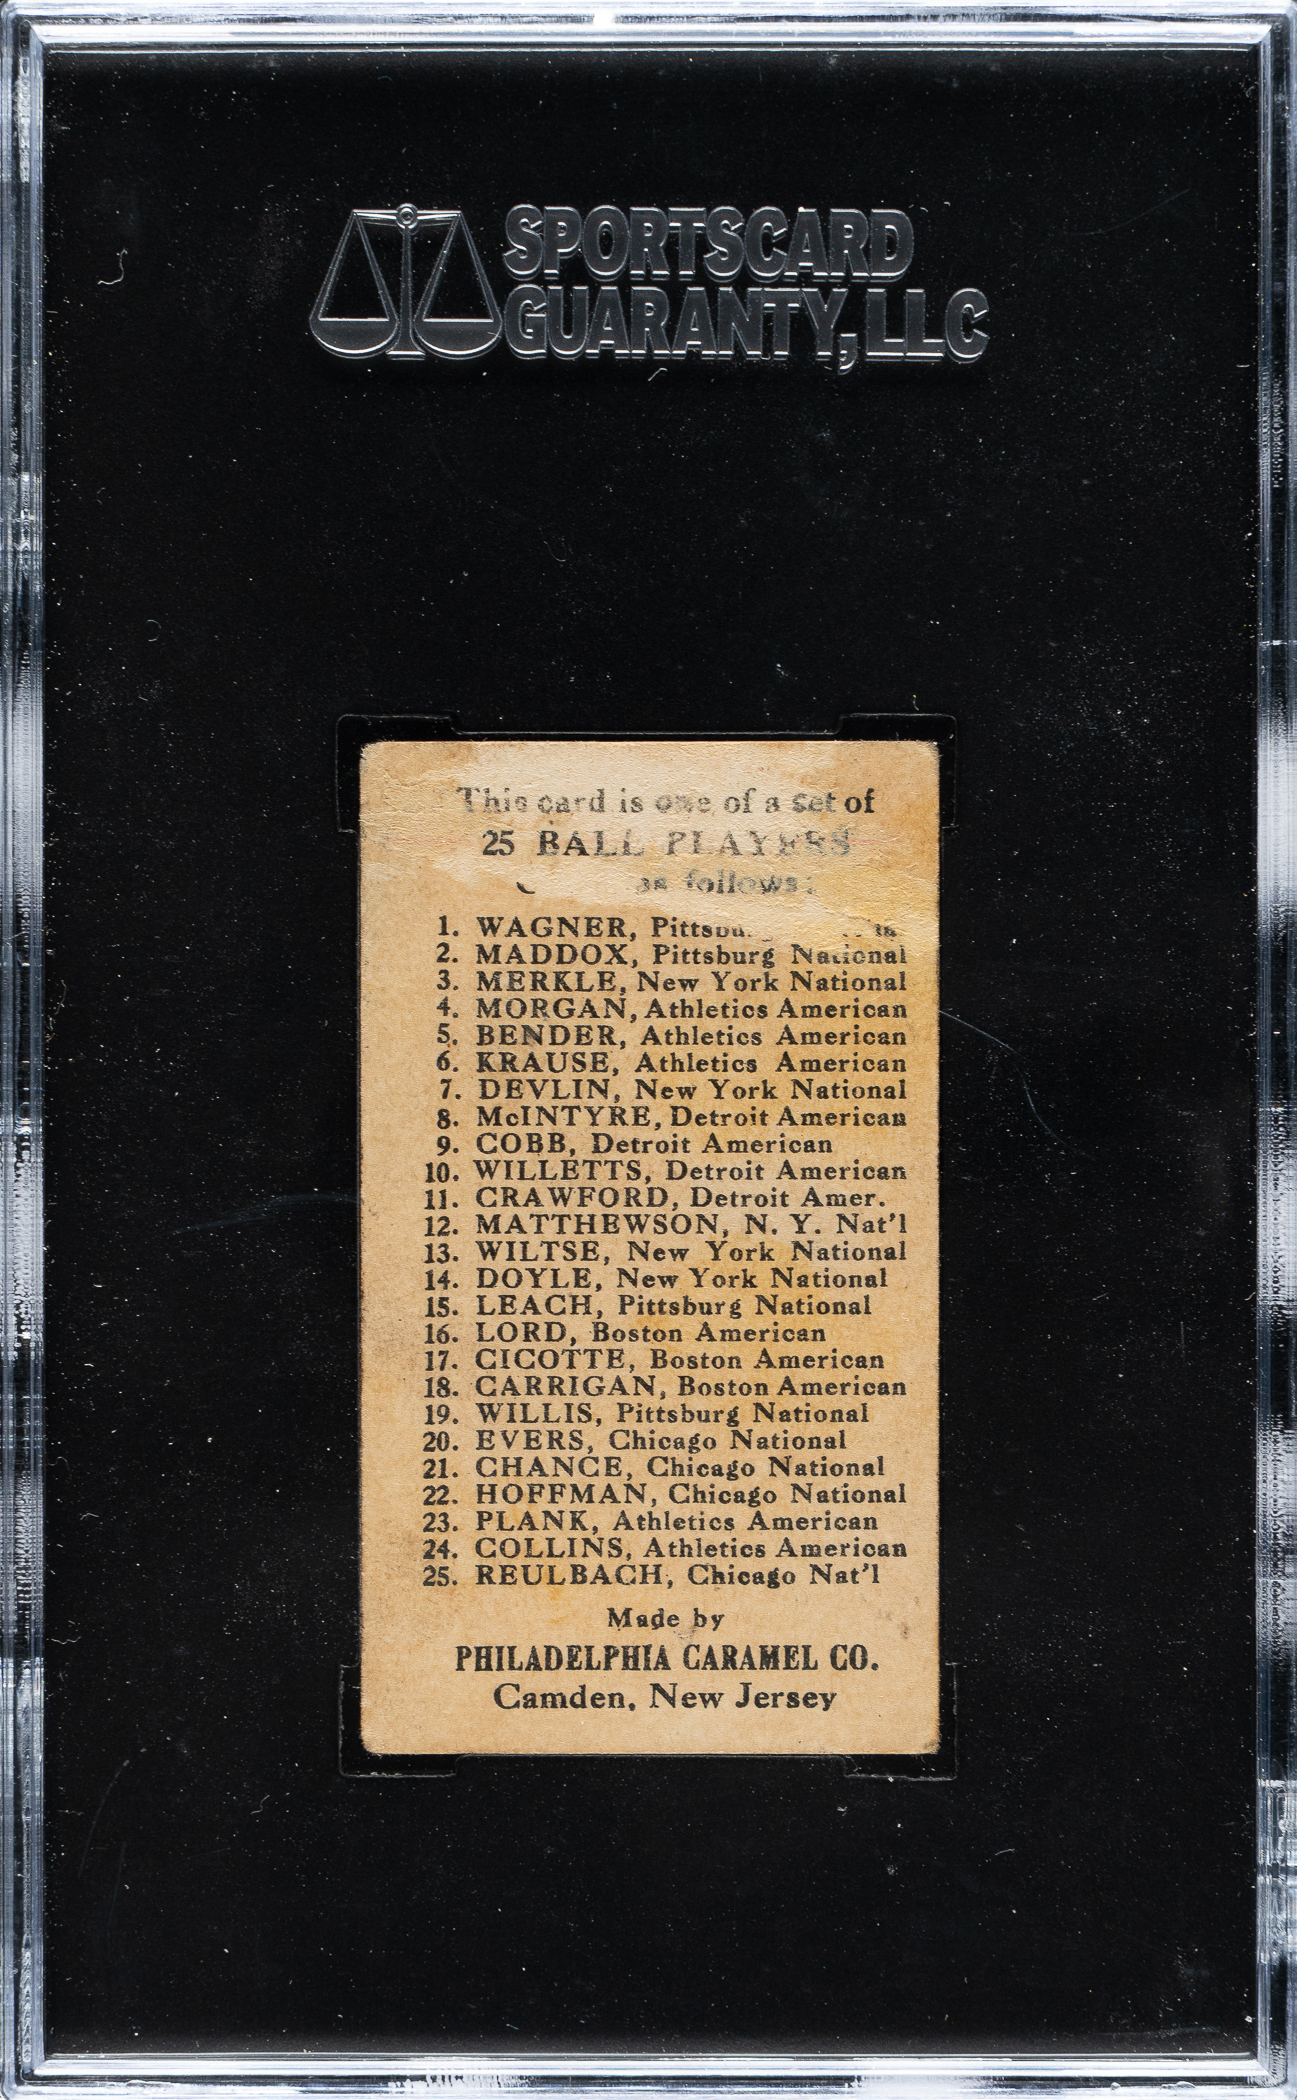 SPORTSCARD
GUARANTY, LLC
This card is one of a set of
25 BALL PLAYERS
as follows:
1. WAGNER,
2. MADDOX, Pittsburg National
3. MERKLE, New York National
4. MORGAN, Athletics American
5. BENDER, Athletics American
6. KRAUSE, Athletics American
7. DEVLIN, New York National
8. McINTYRE, Detroit American
9. COBB, Detroit American
10. WILLETTS, Detroit American
11. CRAWFORD, Detroit Amer.
12. MATTHEWSON, N. Y. Nat'l
13. WILTSE, New York National
14. DOYLE, New York National
15. LEACH, Pittsburg National
16. LORD, Boston American
17. CICOTTE, Boston American
18. CARRIGAN, Boston American
19. WILLIS, Pittsburg National
20. EVERS, Chicago National
21. CHANCE, Chicago National
22. HOFFMAN, Chicago National
23. PLANK, Athletics American
24. COLLINS, Athletics American
25. REULBACH, Chicago Nat'l
Made by
PHILADELPHIA CARAMEL CO.
Camden, New Jersey